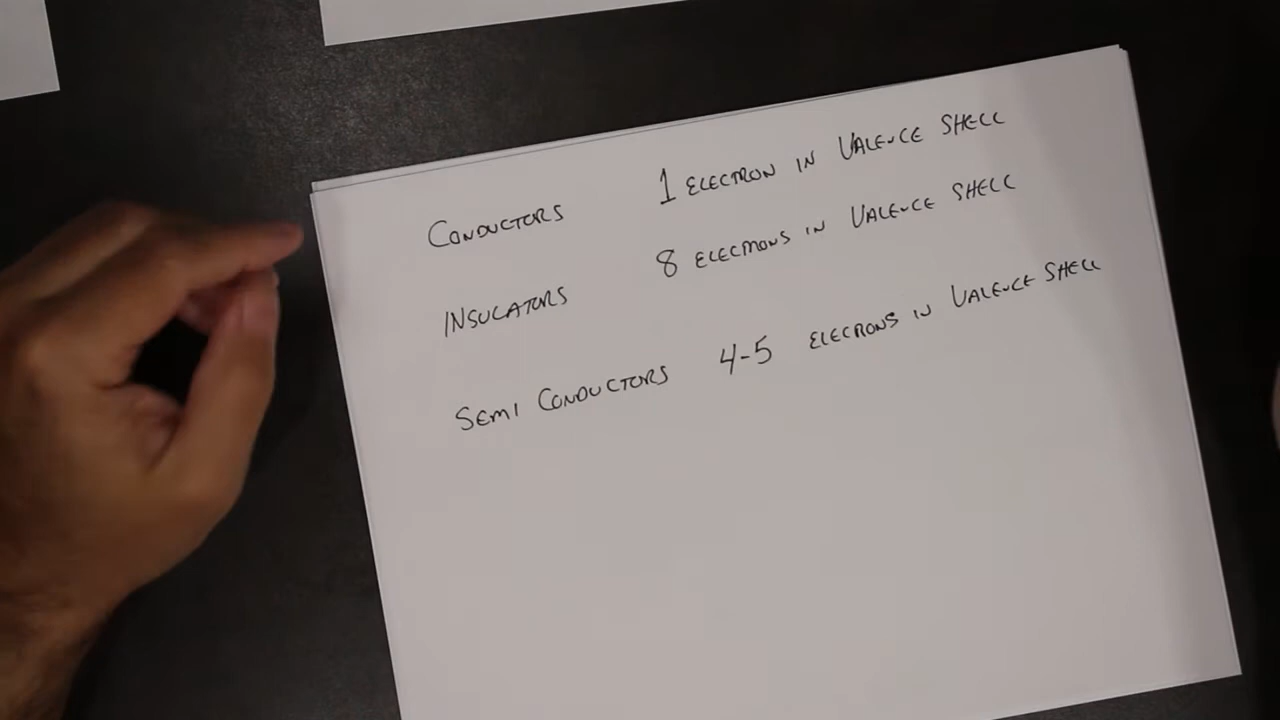 CONDUCTORS 1 ELECTRON IN VALENCE SHELL
INSULATORS 8 ELECTRONS IN VALENCE SHELL
SEMI CONDUCTORS 4-5 ELECRONS IN VALENCE SHELL